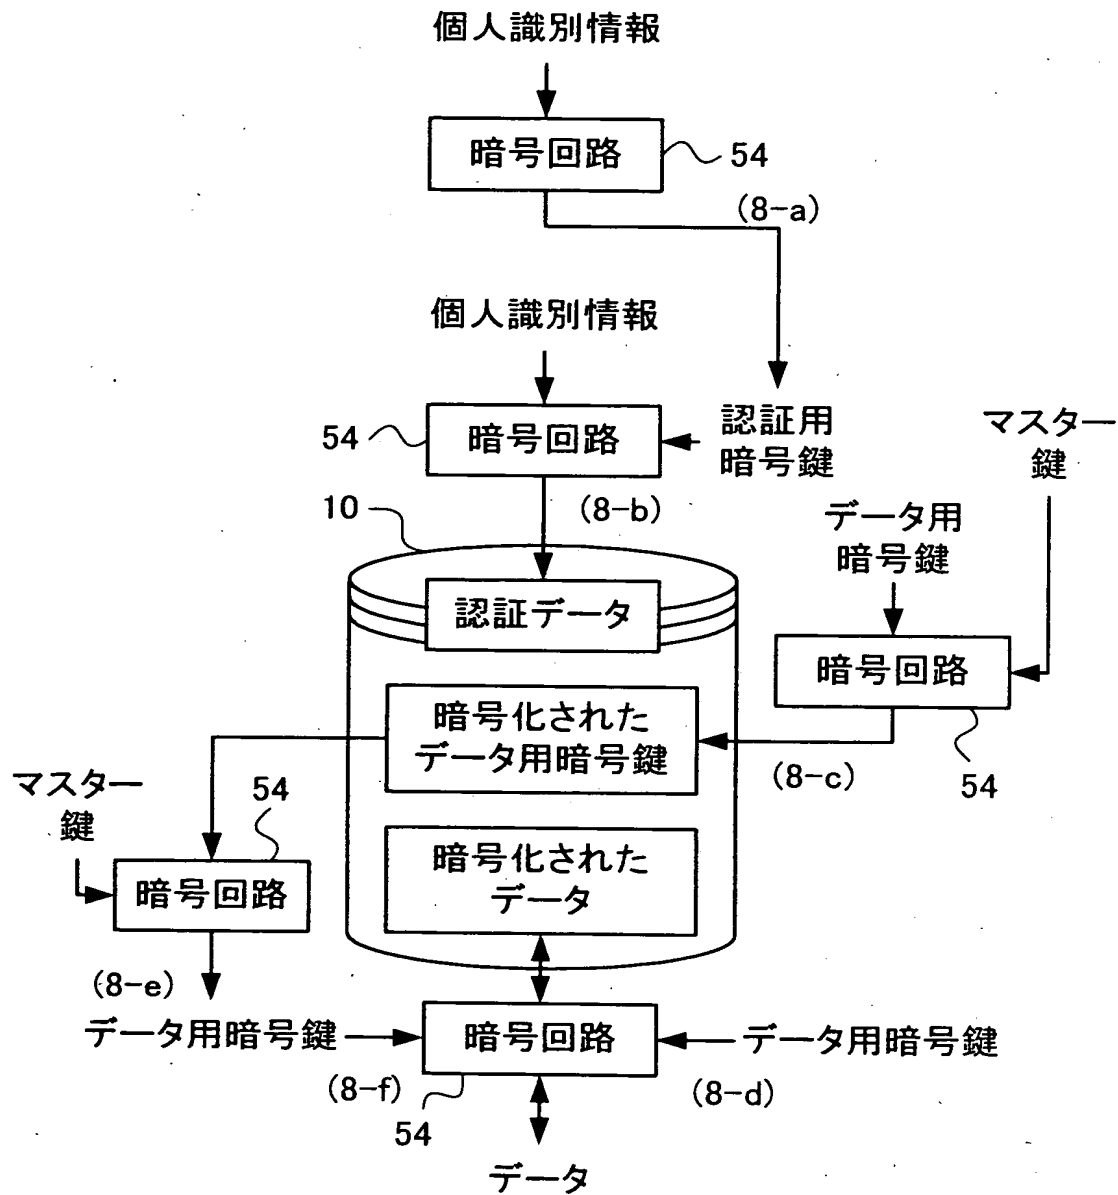 個人識別情報
暗号回路
54
(8-a)
個人識別情報
54
暗号回路
認証用
暗号鍵
マスター
鍵
10
(8-b)
データ用
暗号鍵
認証データ
暗号回路
暗号化された
データ用暗号鍵
(8-c)
54
マスター
鍵
54
暗号化された
データ
暗号回路
(8-e)
データ用暗号鍵
暗号回路
データ用暗号鍵
(8-f)
(8-d)
54
データ